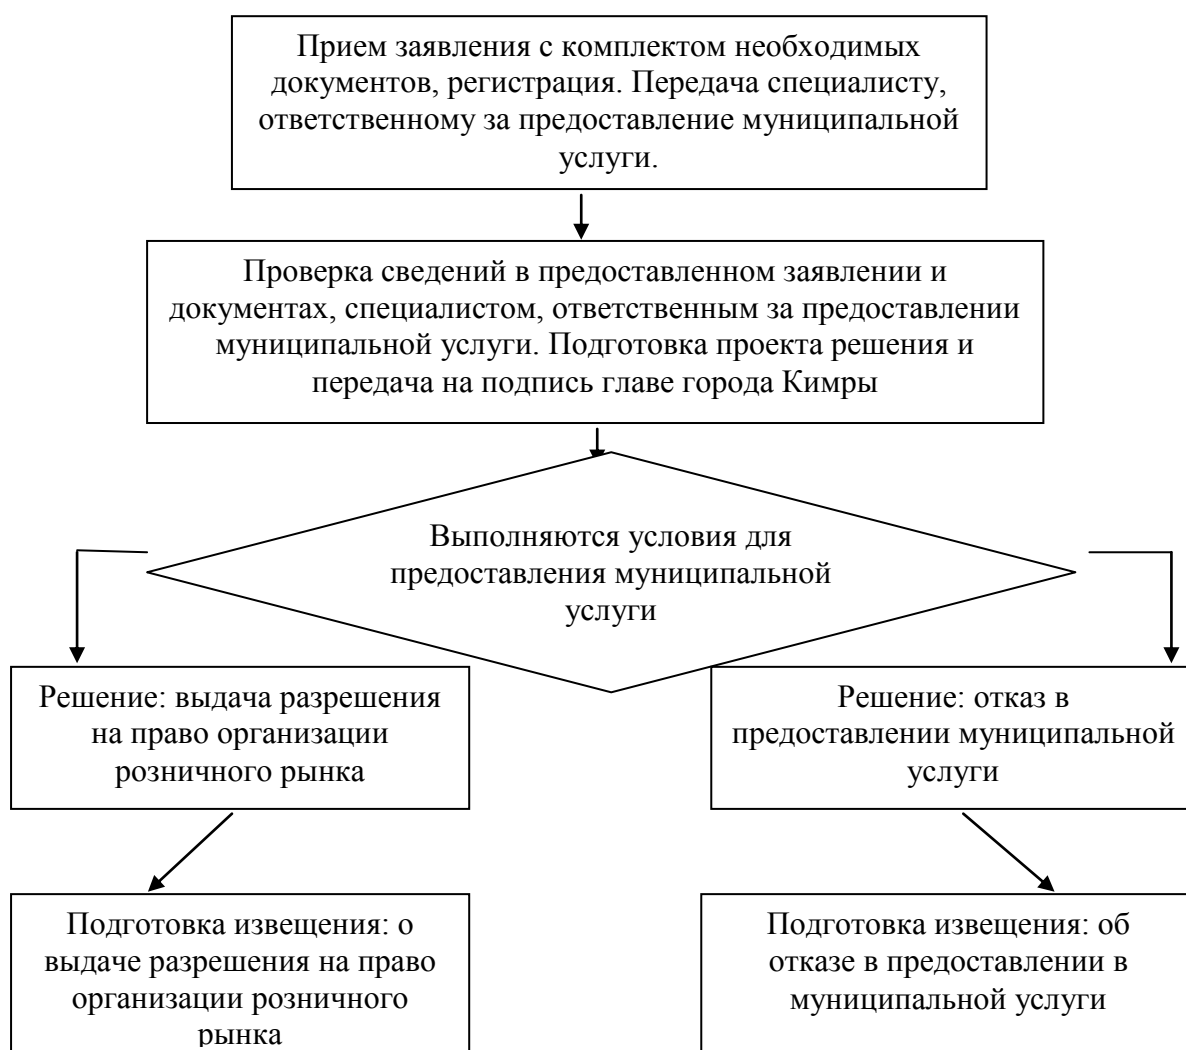 Прием заявления с комплектом необходимых
документов, регистрация. Передача специалисту,
ответственному за предоставление муниципальной
услуги.
Проверка сведений в предоставленном заявлении и
документах, специалистом, ответственным за предоставлении
муниципальной услуги. Подготовка проекта решения и
передача на подпись главе города Кимры
Выполняются условия для
предоставления муниципальной
услуги
Решение: выдача разрешения
на право организации
розничного рынка
Решение: отказ в
предоставлении муниципальной
услуги
Подготовка извещения: о
выдаче разрешения на право
организации розничного
рынка
Подготовка извещения: об
отказе в предоставлении в
муниципальной услуги